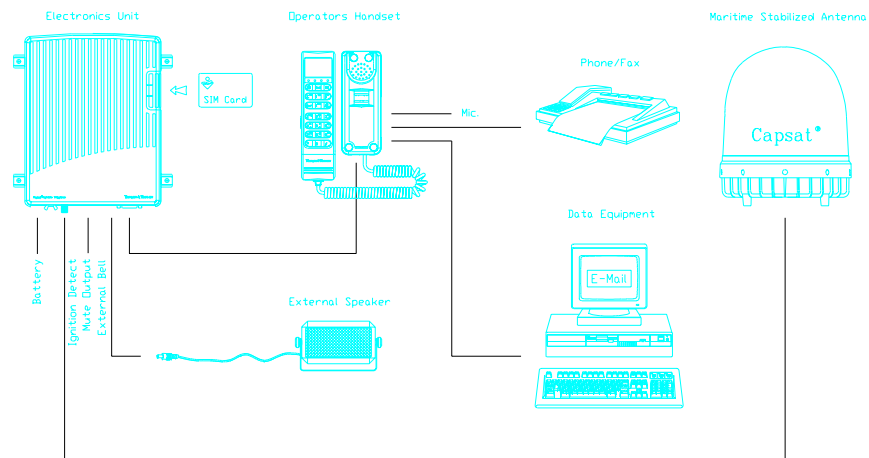 Electronics Unit
Operators Handset
Maritime Stabilized Antenna
Phone/Fax
SIM Card
Mic.
Capsat®
Data Equipment
Battery
Ignition Detect
Mute Output
External Bell
E-Mail
External Speaker